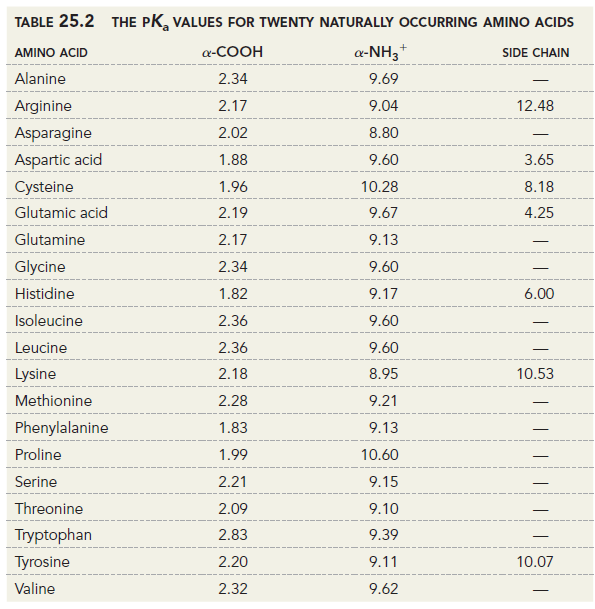 TABLE 25.2 THE PKa VALUES FOR TWENTY NATURALLY OCCURRING AMINO ACIDS
AMINO ACID α-COOH α-NH3+ SIDE CHAIN
Alanine 2.34 9.69 —
Arginine 2.17 9.04 12.48
Asparagine 2.02 8.80 —
Aspartic acid 1.88 9.60 3.65
Cysteine 1.96 10.28 8.18
Glutamic acid 2.19 9.67 4.25
Glutamine 2.17 9.13 —
Glycine 2.34 9.60 —
Histidine 1.82 9.17 6.00
Isoleucine 2.36 9.60 —
Leucine 2.36 9.60 —
Lysine 2.18 8.95 10.53
Methionine 2.28 9.21 —
Phenylalanine 1.83 9.13 —
Proline 1.99 10.60 —
Serine 2.21 9.15 —
Threonine 2.09 9.10 —
Tryptophan 2.83 9.39 —
Tyrosine 2.20 9.11 10.07
Valine 2.32 9.62 —